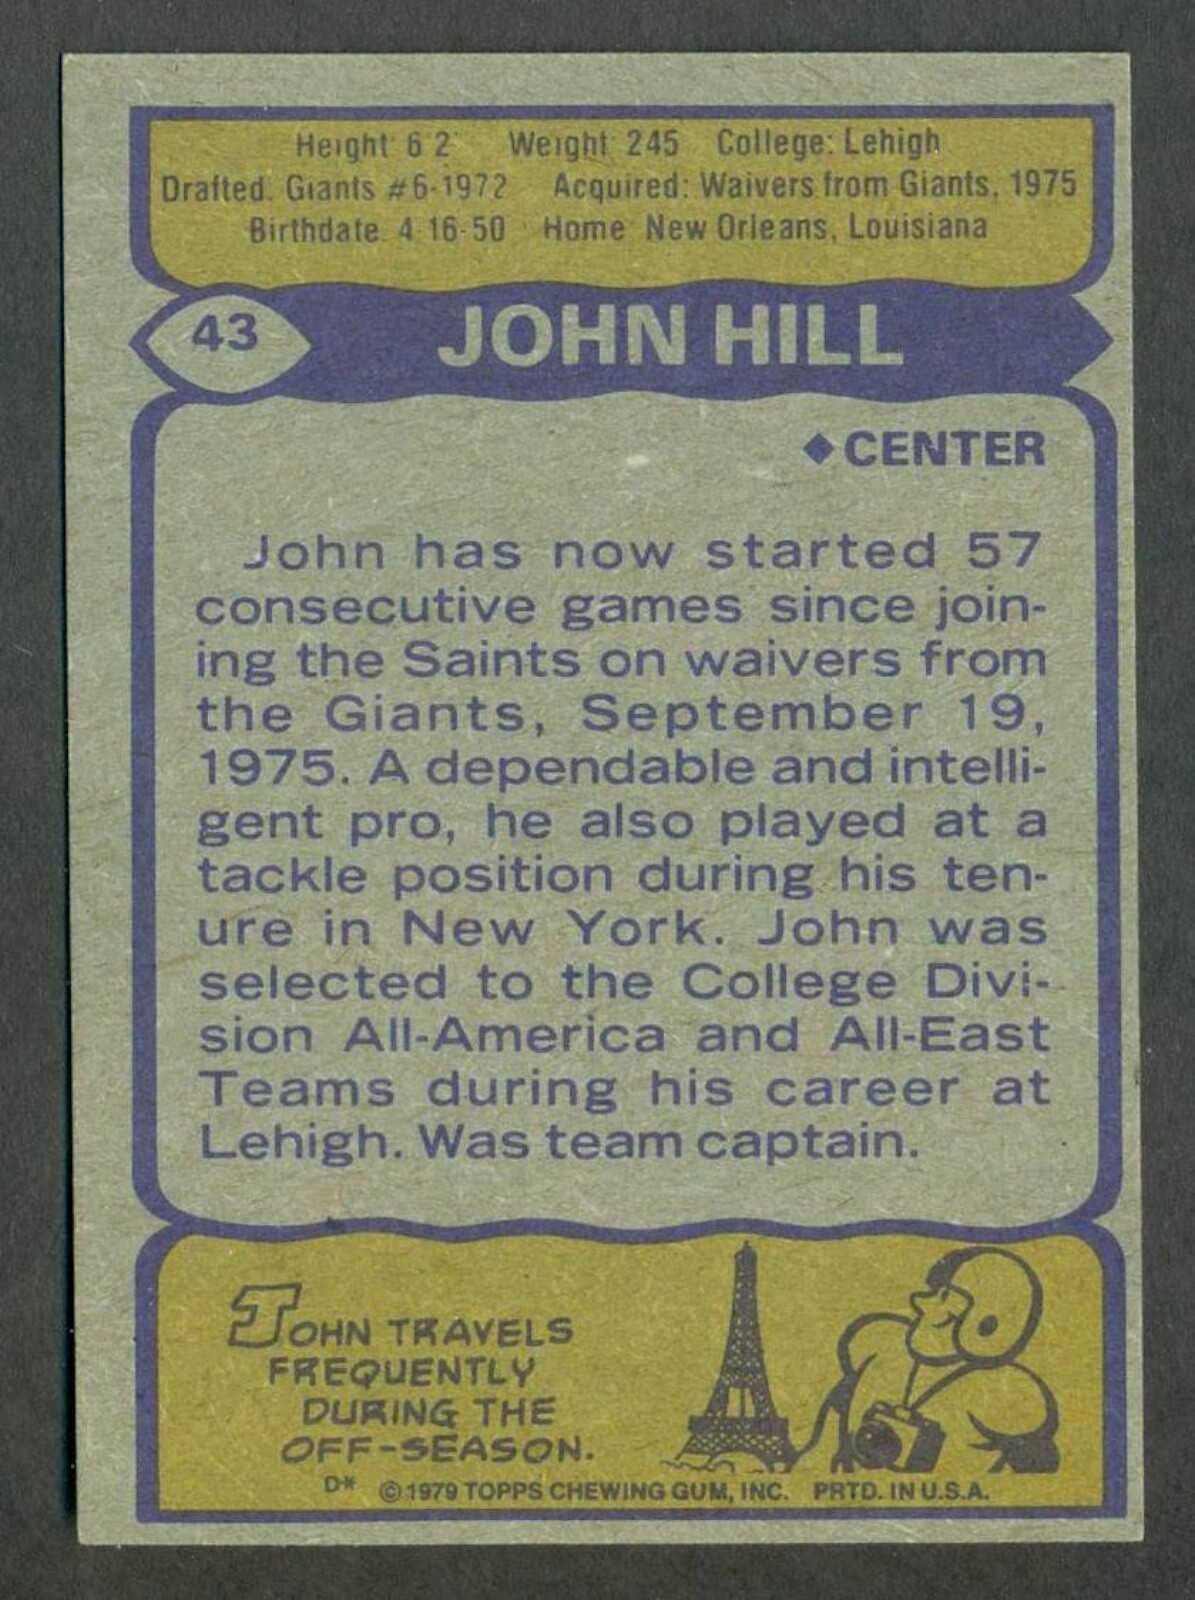 Height: 6'2" Weight: 245 College: Lehigh
Drafted: Giants #6-1972 Acquired: Waivers from Giants, 1975
Birthdate: 4-16-50 Home: New Orleans, Louisiana
43 JOHN HILL
◆CENTER
John has now started 57
consecutive games since join-
ing the Saints on waivers from
the Giants, September 19,
1975. A dependable and intelli-
gent pro, he also played at a
tackle position during his ten-
ure in New York. John was
selected to the College Divi-
sion All-America and All-East
Teams during his career at
Lehigh. Was team captain.
JOHN TRAVELS
FREQUENTLY
DURING THE
OFF-SEASON.
D* © 1979 TOPPS CHEWING GUM, INC. PRTD. IN U.S.A.